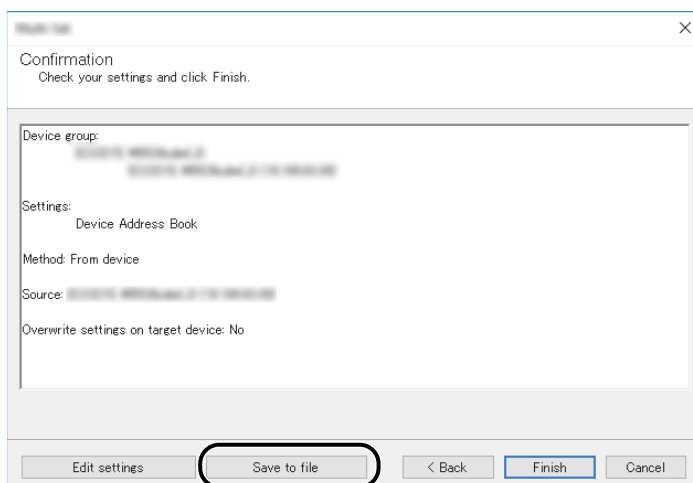 Confirmation
Check your settings and click Finish.
Device group:
Settings:
Device Address Book
Method: From device
Source:
Overwrite settings on target device: No
Edit settings
Save to file
< Back
Finish
Cancel